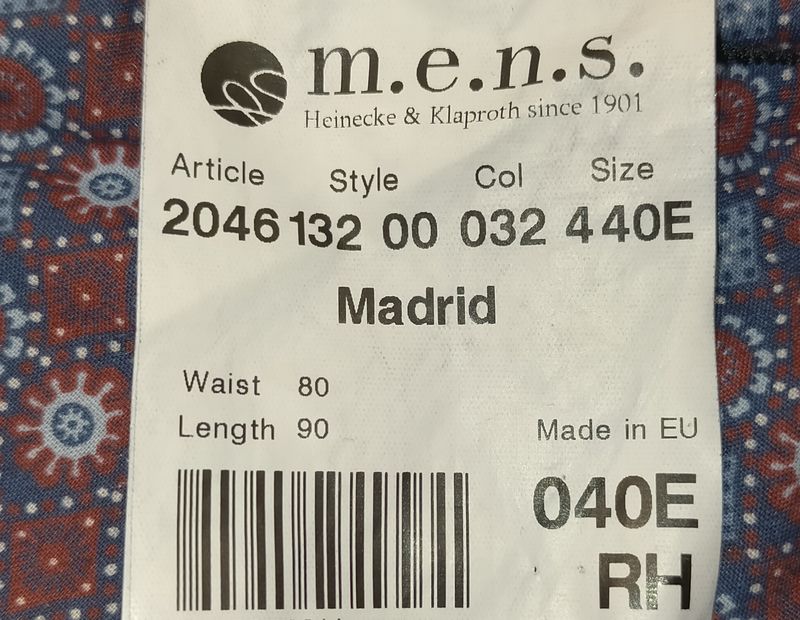 m.e.n.s.
Heinecke & Klaproth since 1901
Article Style Col Size
2046 132 00 032 4 40E
Madrid
Waist 80
Length 90
Made in EU
040E
RH